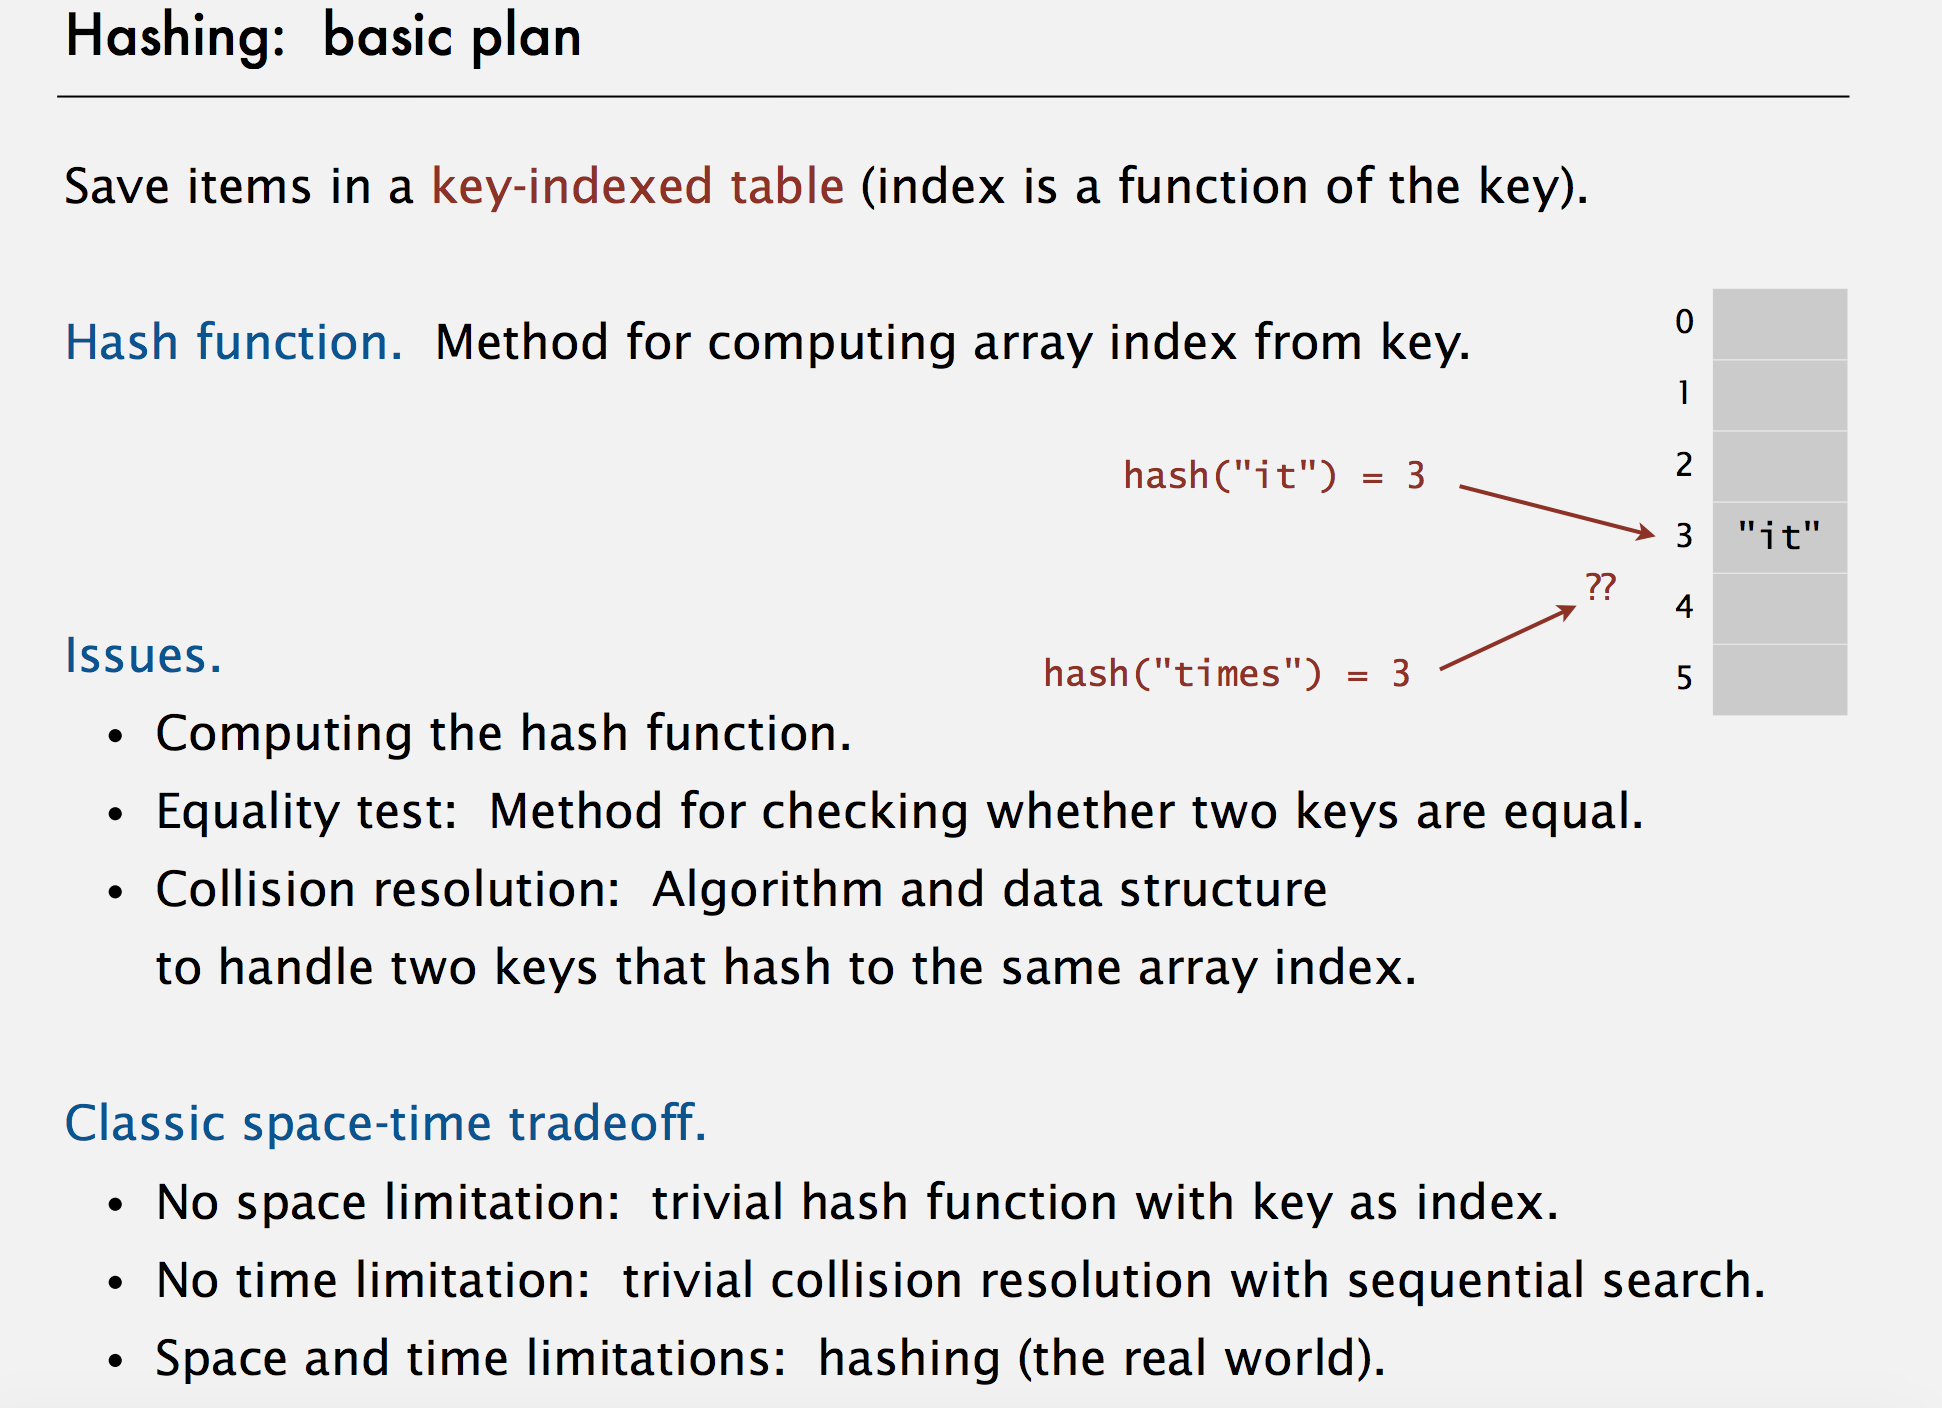 Hashing: basic plan
Save items in a key-indexed table (index is a function of the key).
Hash function. Method for computing array index from key.
0
1
2
hash("it") = 3
3 "it"
??
4
hash("times") = 3
5
Issues.
• Computing the hash function.
• Equality test: Method for checking whether two keys are equal.
• Collision resolution: Algorithm and data structure
to handle two keys that hash to the same array index.
Classic space-time tradeoff.
• No space limitation: trivial hash function with key as index.
• No time limitation: trivial collision resolution with sequential search.
• Space and time limitations: hashing (the real world).